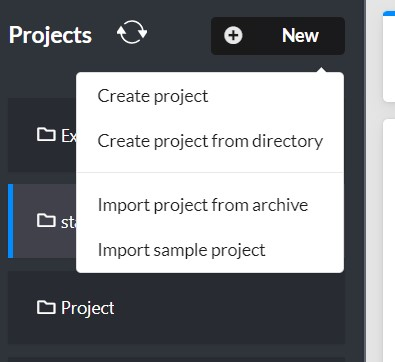 Projects
New
Create project
Create project from directory
Import project from archive
Import sample project
Project